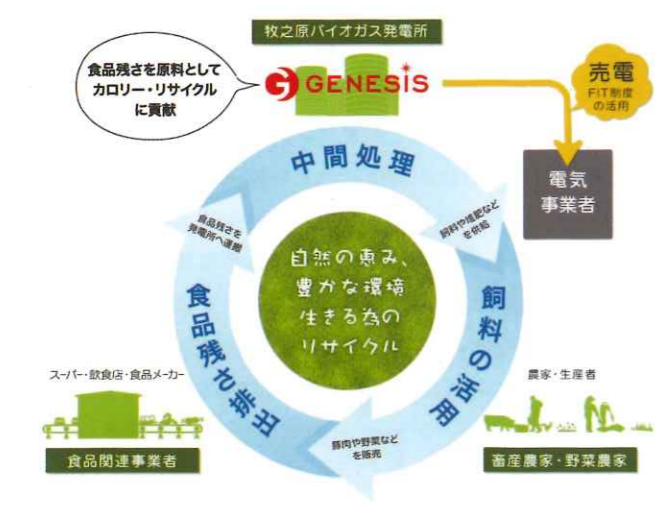 牧之原バイオガス発電所
食品残さを原料として
カロリー・リサイクル
に貢献
GENESIS
売電
FIT制度
の活用
電気
事業者
中間処理
食品残さを
発電所へ運搬
飼料や堆肥など
を供給
自然の恵み、
豊かな環境
生きる為の
リサイクル
食品残さ排出
飼料の活用
スーパー・飲食店・食品メーカー
食品関連事業者
豚肉や野菜など
を販売
農家・生産者
畜産農家・野菜農家